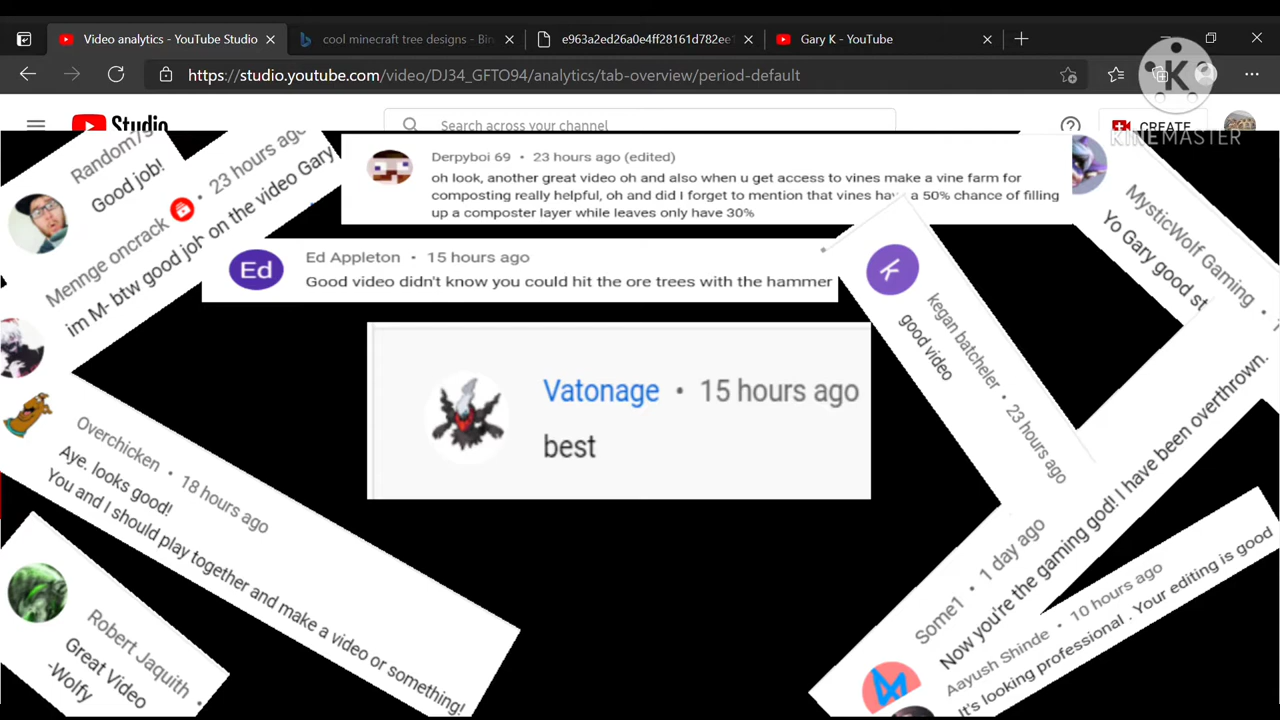 Video analytics - YouTube Studio
cool minecraft tree designs - Bin
e963a2ed26a0e4ff28161d782ee1
Gary K - YouTube
https://studio.youtube.com/video/DJ34_GFTO94/analytics/tab-overview/period-default
K
KINEMASTER
Studio
Search across your channel
CREATE
Random79
Good job!
Mennge oncrack • 23 hours ago
im M- btw good job on the video Gary
Derpyboi 69 • 23 hours ago (edited)
oh look, another great video oh and also when u get access to vines make a vine farm for
composting really helpful, oh and did I forget to mention that vines have a 50% chance of filling
up a composter layer while leaves only have 30%
MysticWolf Gaming •
Yo Gary good st
Ed
Ed Appleton • 15 hours ago
Good video didn't know you could hit the ore trees with the hammer
K
kegan batcheler • 23 hours ago
good video
Vatonage • 15 hours ago
best
Overchicken • 18 hours ago
Aye. looks good!
You and I should play together and make a video or something!
Robert Jaquith •
Great Video
-Wolfy
Some1 • 1 day ago
Now you're the gaming god! I have been overthrown.
Aayush Shinde • 10 hours ago
It's looking professional . Your editing is good